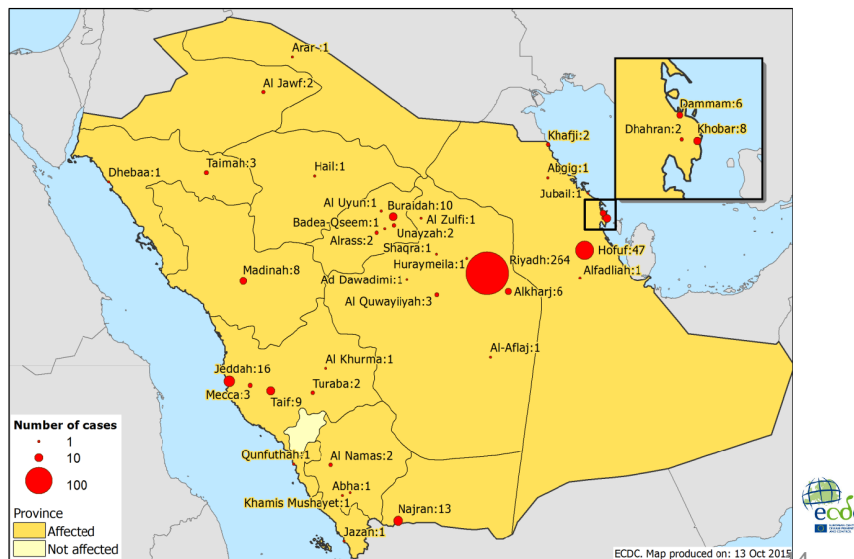 Arar-:1
Al Jawf:2
Dammam:6
Dhahran:2
Khobar:8
Khafji:2
Abgig:1
Jubail:1
Dhebaa:1
Taimah:3
Hail:1
Al Uyun:1
Buraidah:10
Badea-Qseem:1
Al Zulfi:1
Alrass:2
Unayzah:2
Shaqra:1
Huraymeila:1
Riyadh:264
Hofuf:47
Madinah:8
Ad Dawadimi:1
Alfadliah:1
Al Quwayiyiah:3
Alkharj:6
Al-Aflaj:1
Jeddah:16
Al Khurma:1
Mecca:3
Taif:9
Turaba:2
Number of cases
1
10
100
Province
Affected
Not affected
Qunfuthah:1
Al Namas:2
Abha:1
Khamis Mushayet:1
Najran:13
Jazan:1
ECDC. Map produced on: 13 Oct 2015
4
ecdc